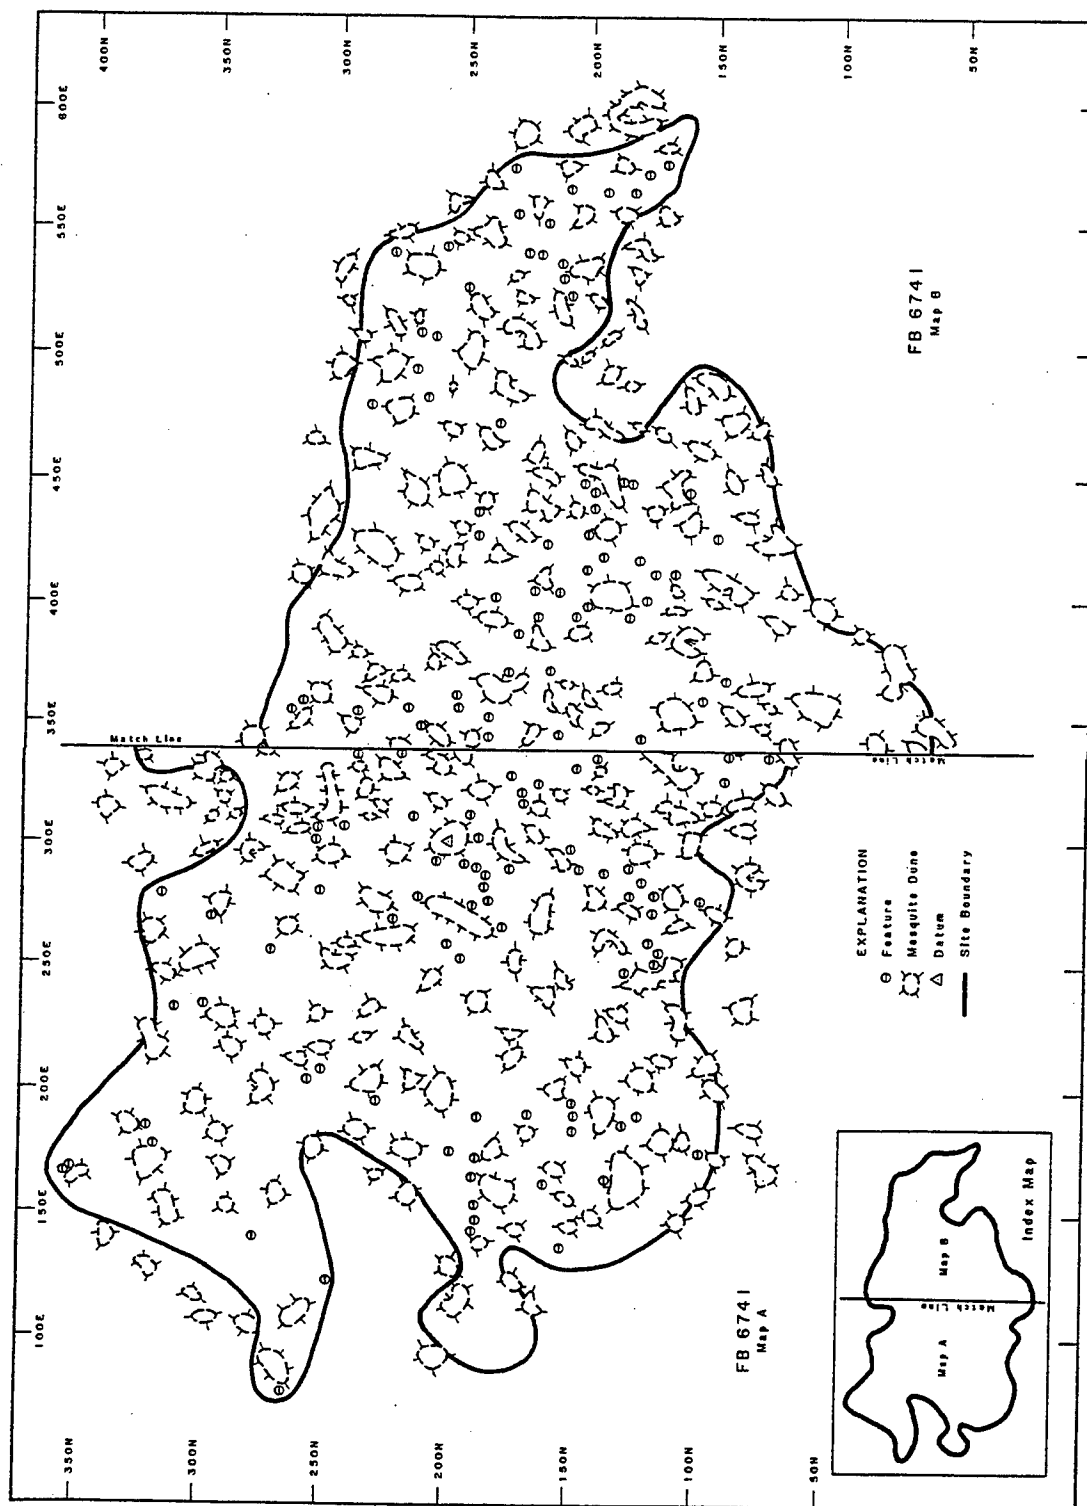 400N
350N
300N
250N
200N
150N
100N
50N
600E
550E
500E
450E
400E
350E
300E
250E
200E
150E
100E
Match Line
Match Line
FB 6741
Map B
FB 6741
Map A
EXPLANATION
Feature
Mesquite Dune
Datum
Site Boundary
350N
300N
250N
200N
150N
100N
50N
Map A
Map B
Match Line
Index Map